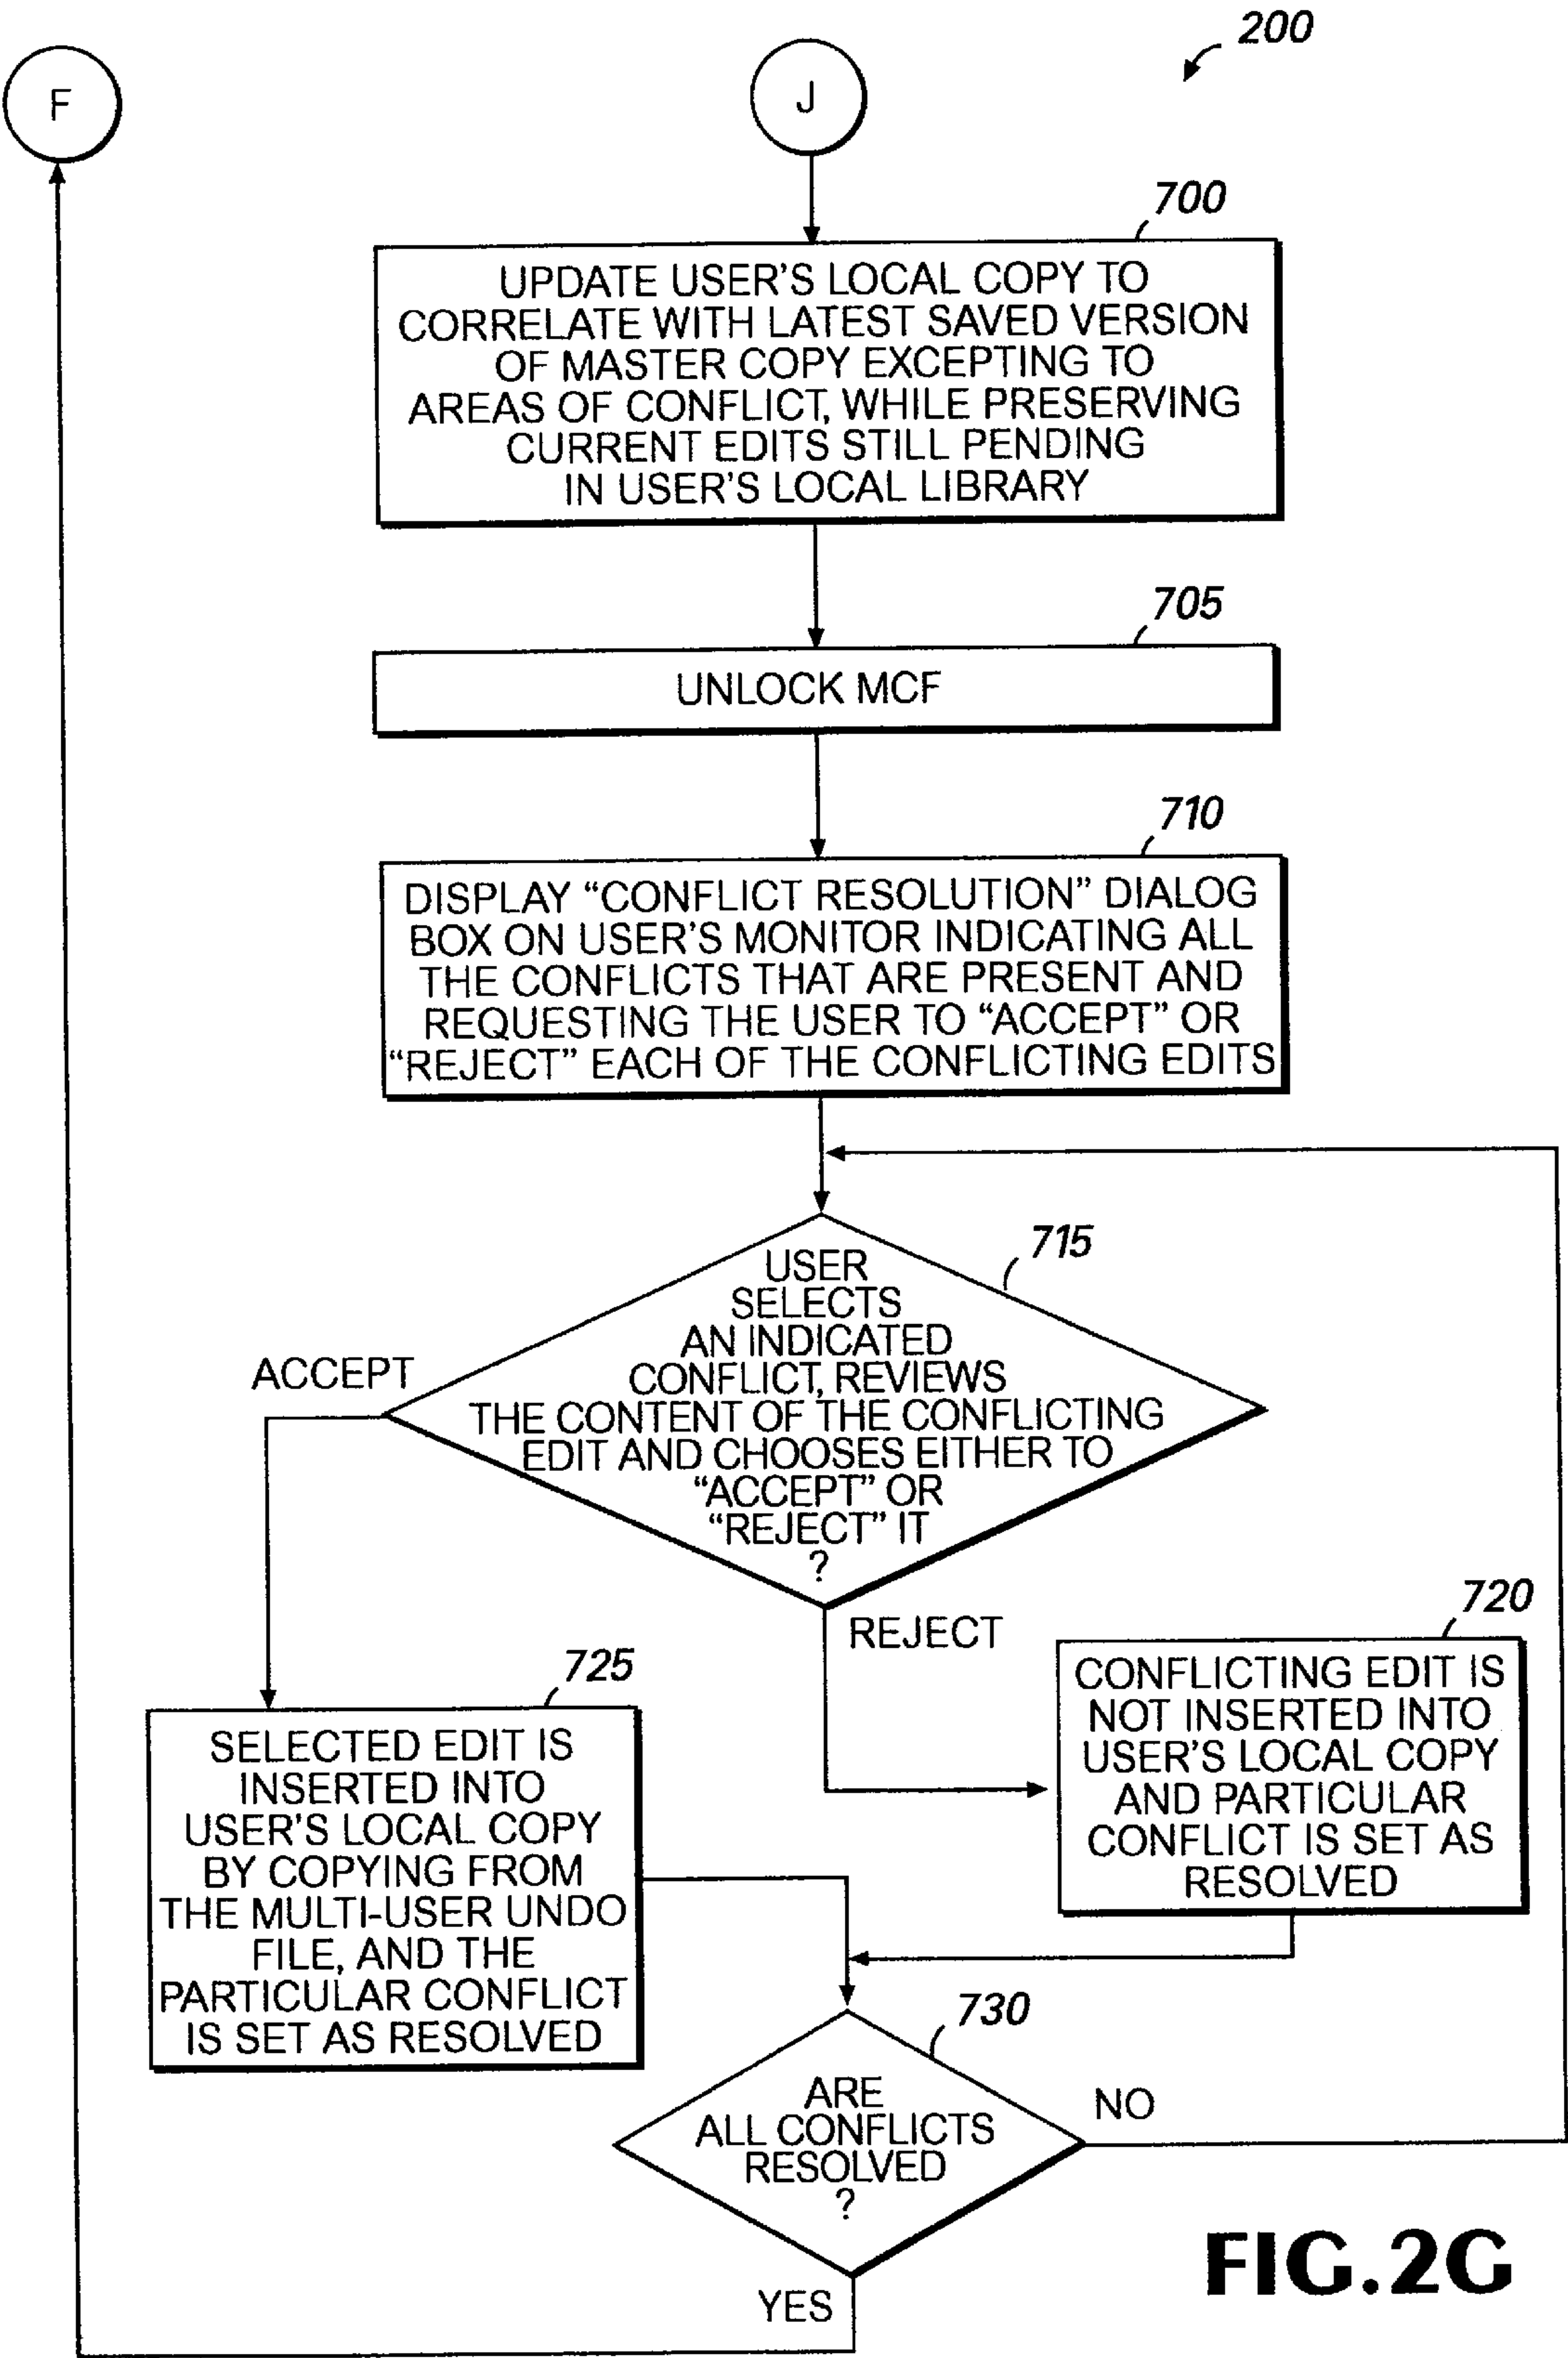 200
F
J
700
UPDATE USER'S LOCAL COPY TO
CORRELATE WITH LATEST SAVED VERSION
OF MASTER COPY EXCEPTING TO
AREAS OF CONFLICT, WHILE PRESERVING
CURRENT EDITS STILL PENDING
IN USER'S LOCAL LIBRARY
705
UNLOCK MCF
710
DISPLAY “CONFLICT RESOLUTION” DIALOG
BOX ON USER'S MONITOR INDICATING ALL
THE CONFLICTS THAT ARE PRESENT AND
REQUESTING THE USER TO “ACCEPT” OR
“REJECT” EACH OF THE CONFLICTING EDITS
715
USER
SELECTS
AN INDICATED
CONFLICT, REVIEWS
THE CONTENT OF THE CONFLICTING
EDIT AND CHOOSES EITHER TO
“ACCEPT” OR
“REJECT” IT
?
ACCEPT
REJECT
720
CONFLICTING EDIT IS
NOT INSERTED INTO
USER'S LOCAL COPY
AND PARTICULAR
CONFLICT IS SET AS
RESOLVED
725
SELECTED EDIT IS
INSERTED INTO
USER'S LOCAL COPY
BY COPYING FROM
THE MULTI-USER UNDO
FILE, AND THE
PARTICULAR CONFLICT
IS SET AS RESOLVED
730
ARE
ALL CONFLICTS
RESOLVED
?
NO
YES
FIG.2G